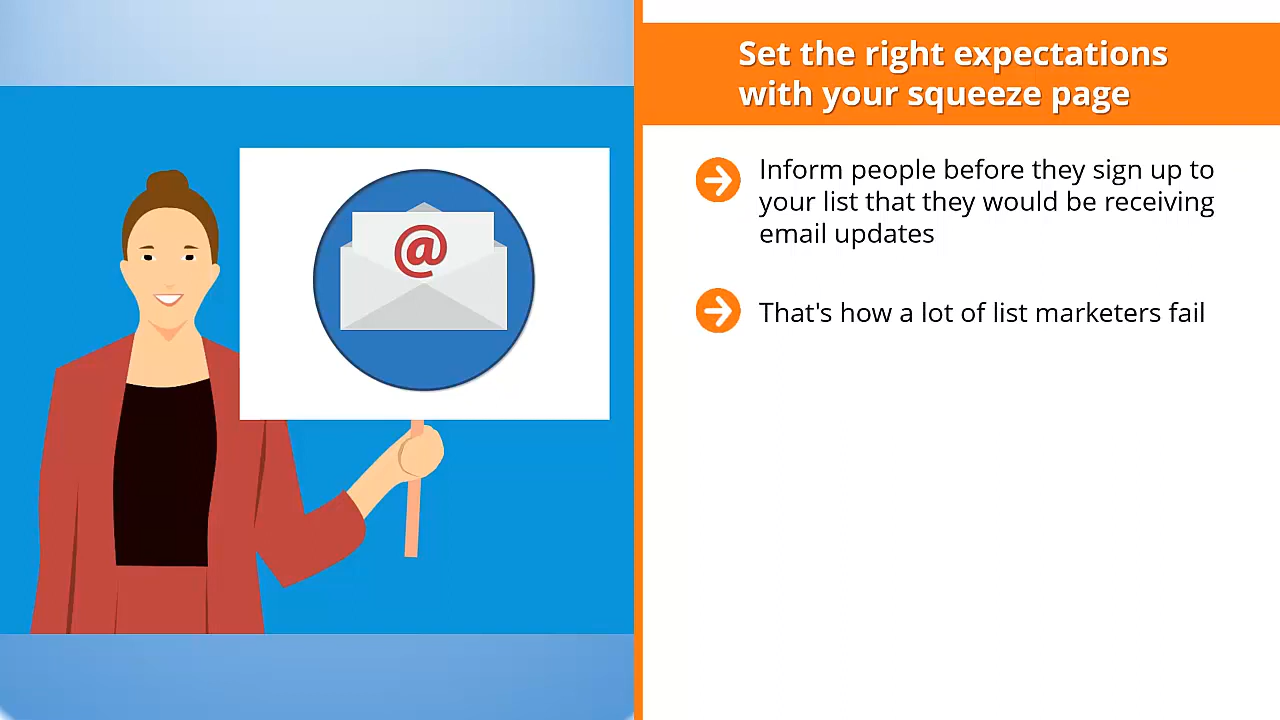 Set the right expectations
with your squeeze page
Inform people before they sign up to
your list that they would be receiving
email updates
That's how a lot of list marketers fail
@